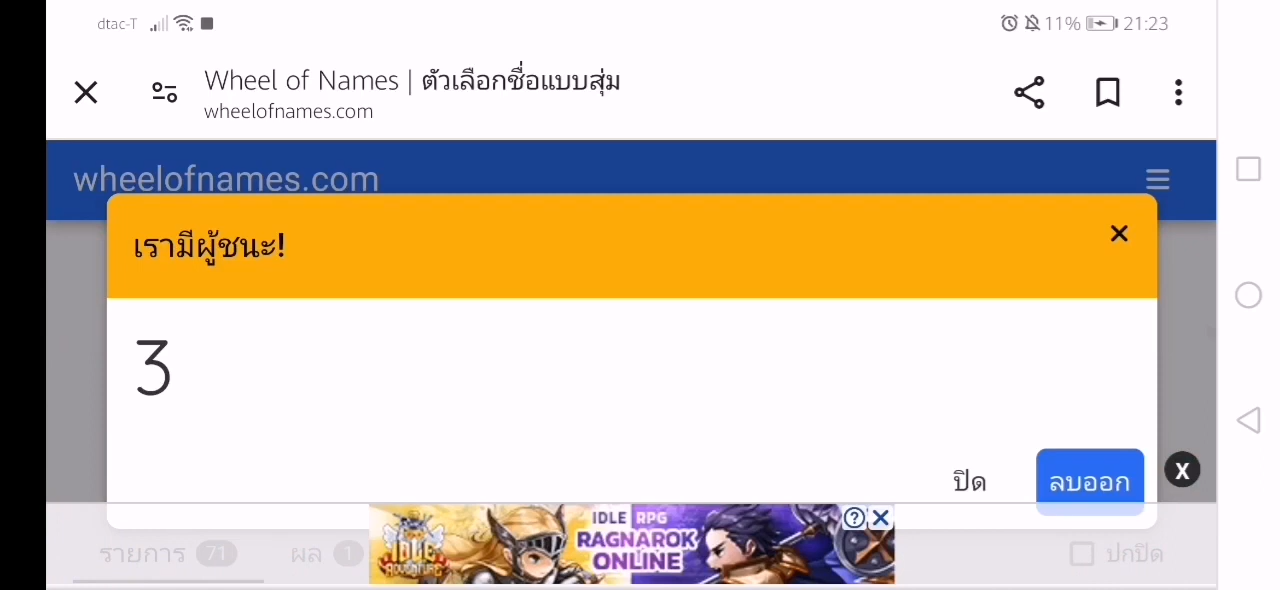 dtac-T 11% 21:23
Wheel of Names | ตัวเลือกชื่อแบบสุ่ม
wheelofnames.com
wheelofnames.com
เรามีผู้ชนะ!
3
ปิด ลบออก
X
รายการ 71 ผล 1 ปกปิด
IDLE RPG
RAGNAROK
ONLINE
IDLE
ADVENTURE